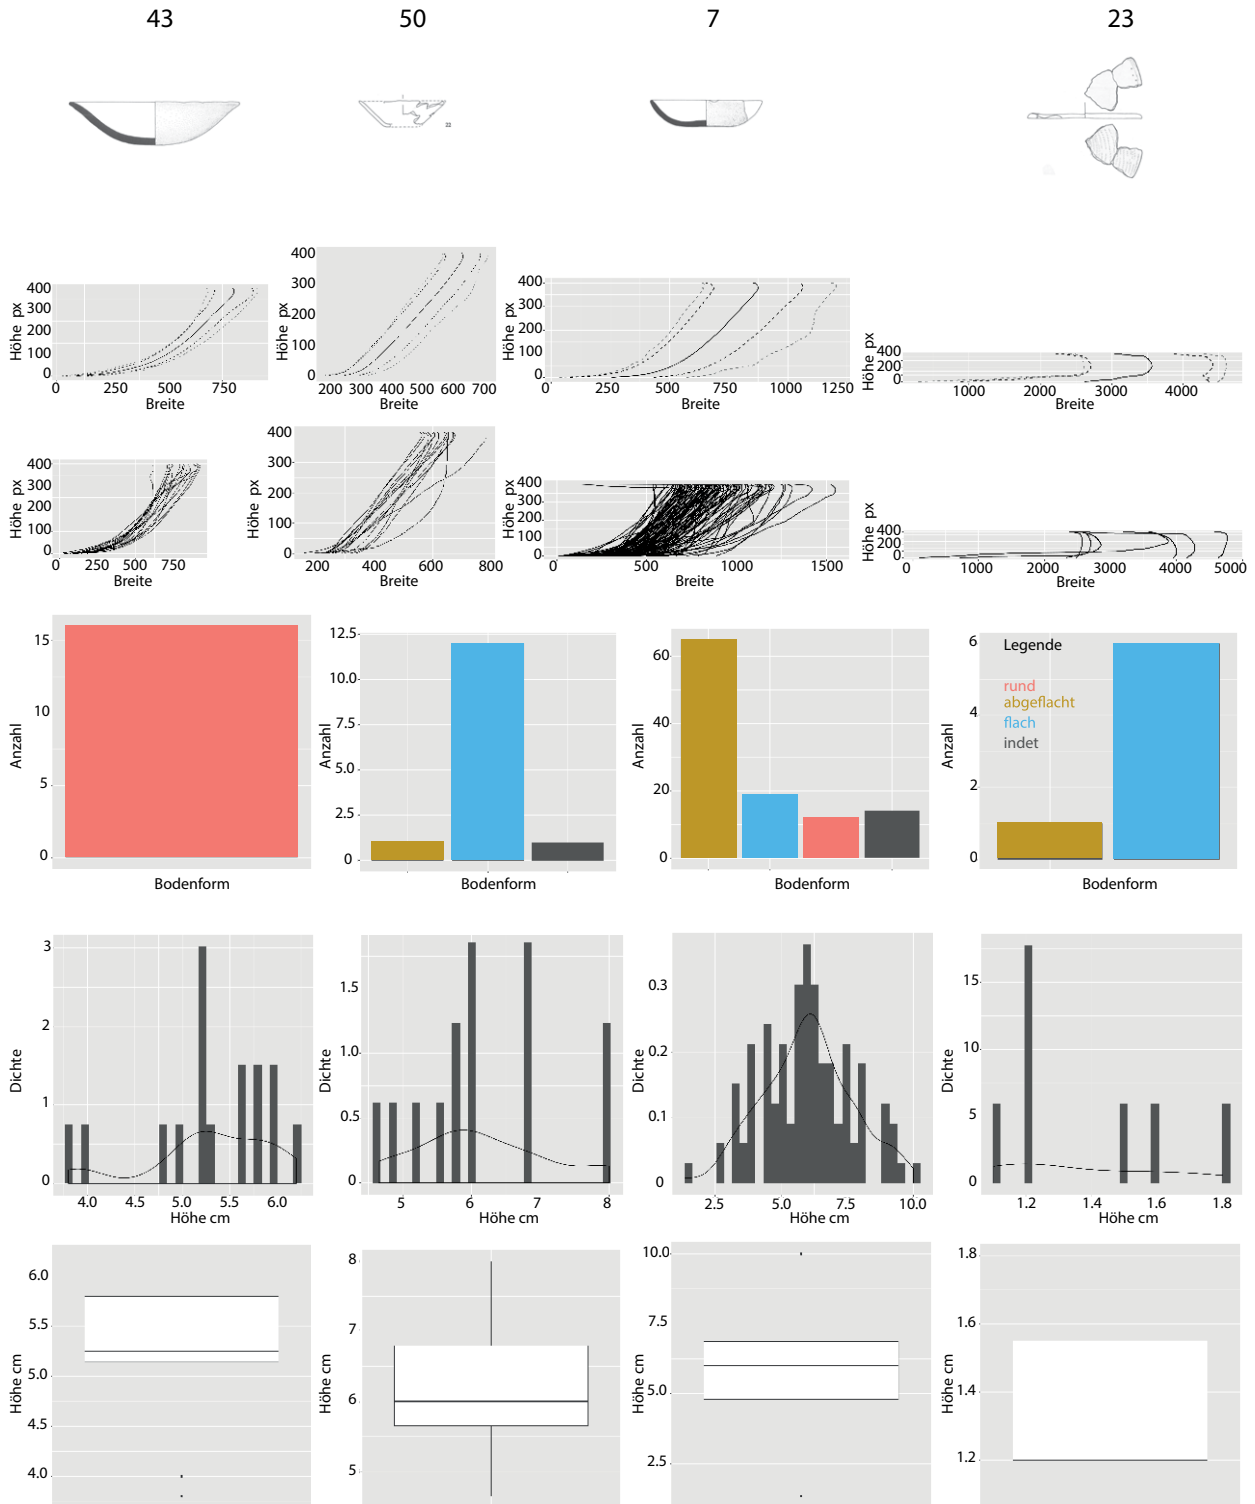 43 50 7 23
22
Höhe px 400 300 200 100 0
0 250 500 750
Breite
Höhe px 400 300 200 100 0
200 300 400 500 600 700
Breite
Höhe px 400 300 200 100 0
0 250 500 750 1000 1250
Breite
Höhe px 400 200 0
1000 2000 3000 4000
Breite
Höhe px 400 300 200 100 0
0 250 500 750
Breite
Höhe px 400 300 200 100 0
200 400 600 800
Breite
Höhe px 400 300 200 100 0
0 500 1000 1500
Breite
Höhe px 400 200 0
0 1000 2000 3000 4000 5000
Breite
Anzahl 15 10 5 0
Bodenform
Anzahl 12.5 10.0 7.5 5.0 2.5 0
Bodenform
Anzahl 60 40 20 0
Bodenform
Anzahl 6 4 2 0
Legende
rund
abgeflacht
flach
indet
Bodenform
Dichte 3 2 1 0
4.0 4.5 5.0 5.5 6.0
Höhe cm
Dichte 1.5 1.0 0.5 0
5 6 7 8
Höhe cm
Dichte 0.3 0.2 0.1 0
2.5 5.0 7.5 10.0
Höhe cm
Dichte 15 10 5 0
1.2 1.4 1.6 1.8
Höhe cm
Höhe cm 6.0 5.5 5.0 4.5 4.0
Höhe cm 8 7 6 5
Höhe cm 10.0 7.5 5.0 2.5
Höhe cm 1.8 1.6 1.4 1.2